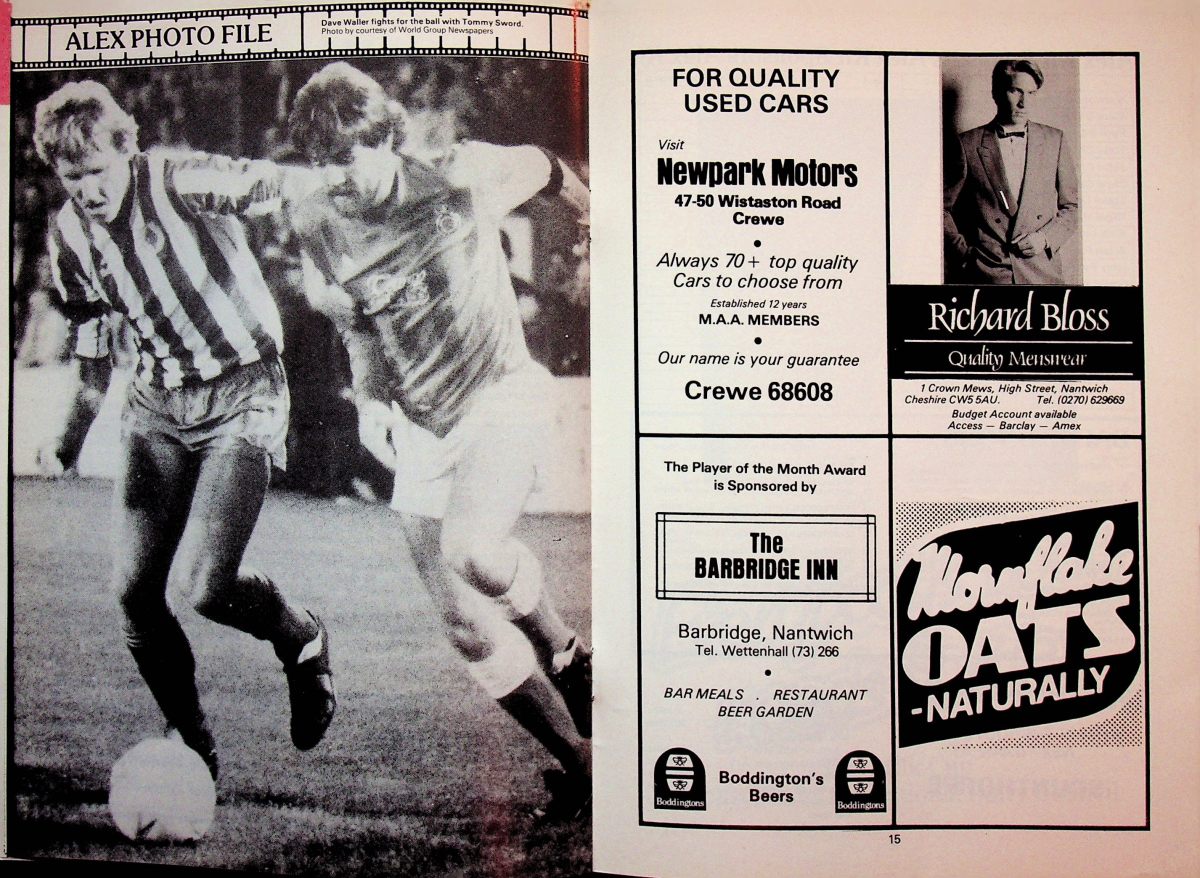 ALEX PHOTO FILE
Dave Waller fights for the ball with Tommy Sword.
Photo by courtesy of World Group Newspapers
FOR QUALITY
USED CARS
Visit
Newpark Motors
47-50 Wistaston Road
Crewe
•
Always 70+ top quality
Cars to choose from
Established 12 years
M.A.A. MEMBERS
•
Our name is your guarantee
Crewe 68608
Richard Bloss
Quality Menswear
1 Crown Mews, High Street, Nantwich
Cheshire CW5 5AU. Tel. (0270) 629669
Budget Account available
Access — Barclay — Amex
The Player of the Month Award
is Sponsored by
The
BARBRIDGE INN
Barbridge, Nantwich
Tel. Wettenhall (73) 266
•
BAR MEALS . RESTAURANT
BEER GARDEN
Boddingtons
Boddington's
Beers
Boddingtons
Mornflake
OATS
-NATURALLY
15